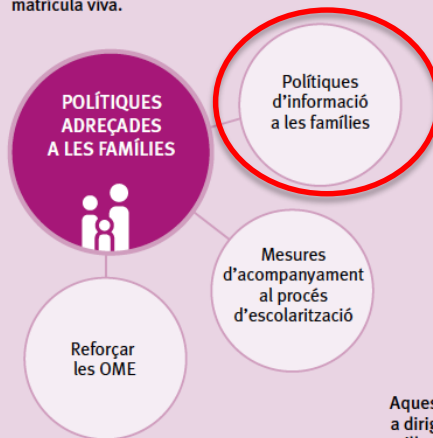 matrícula viva.
Polítiques
d'informació
a les famílies
POLÍTIQUES
ADREÇADES
A LES FAMÍLIES
Mesures
d'acompanyament
al procés
d'escolarització
Reforçar
les OME
Aques
a dirig